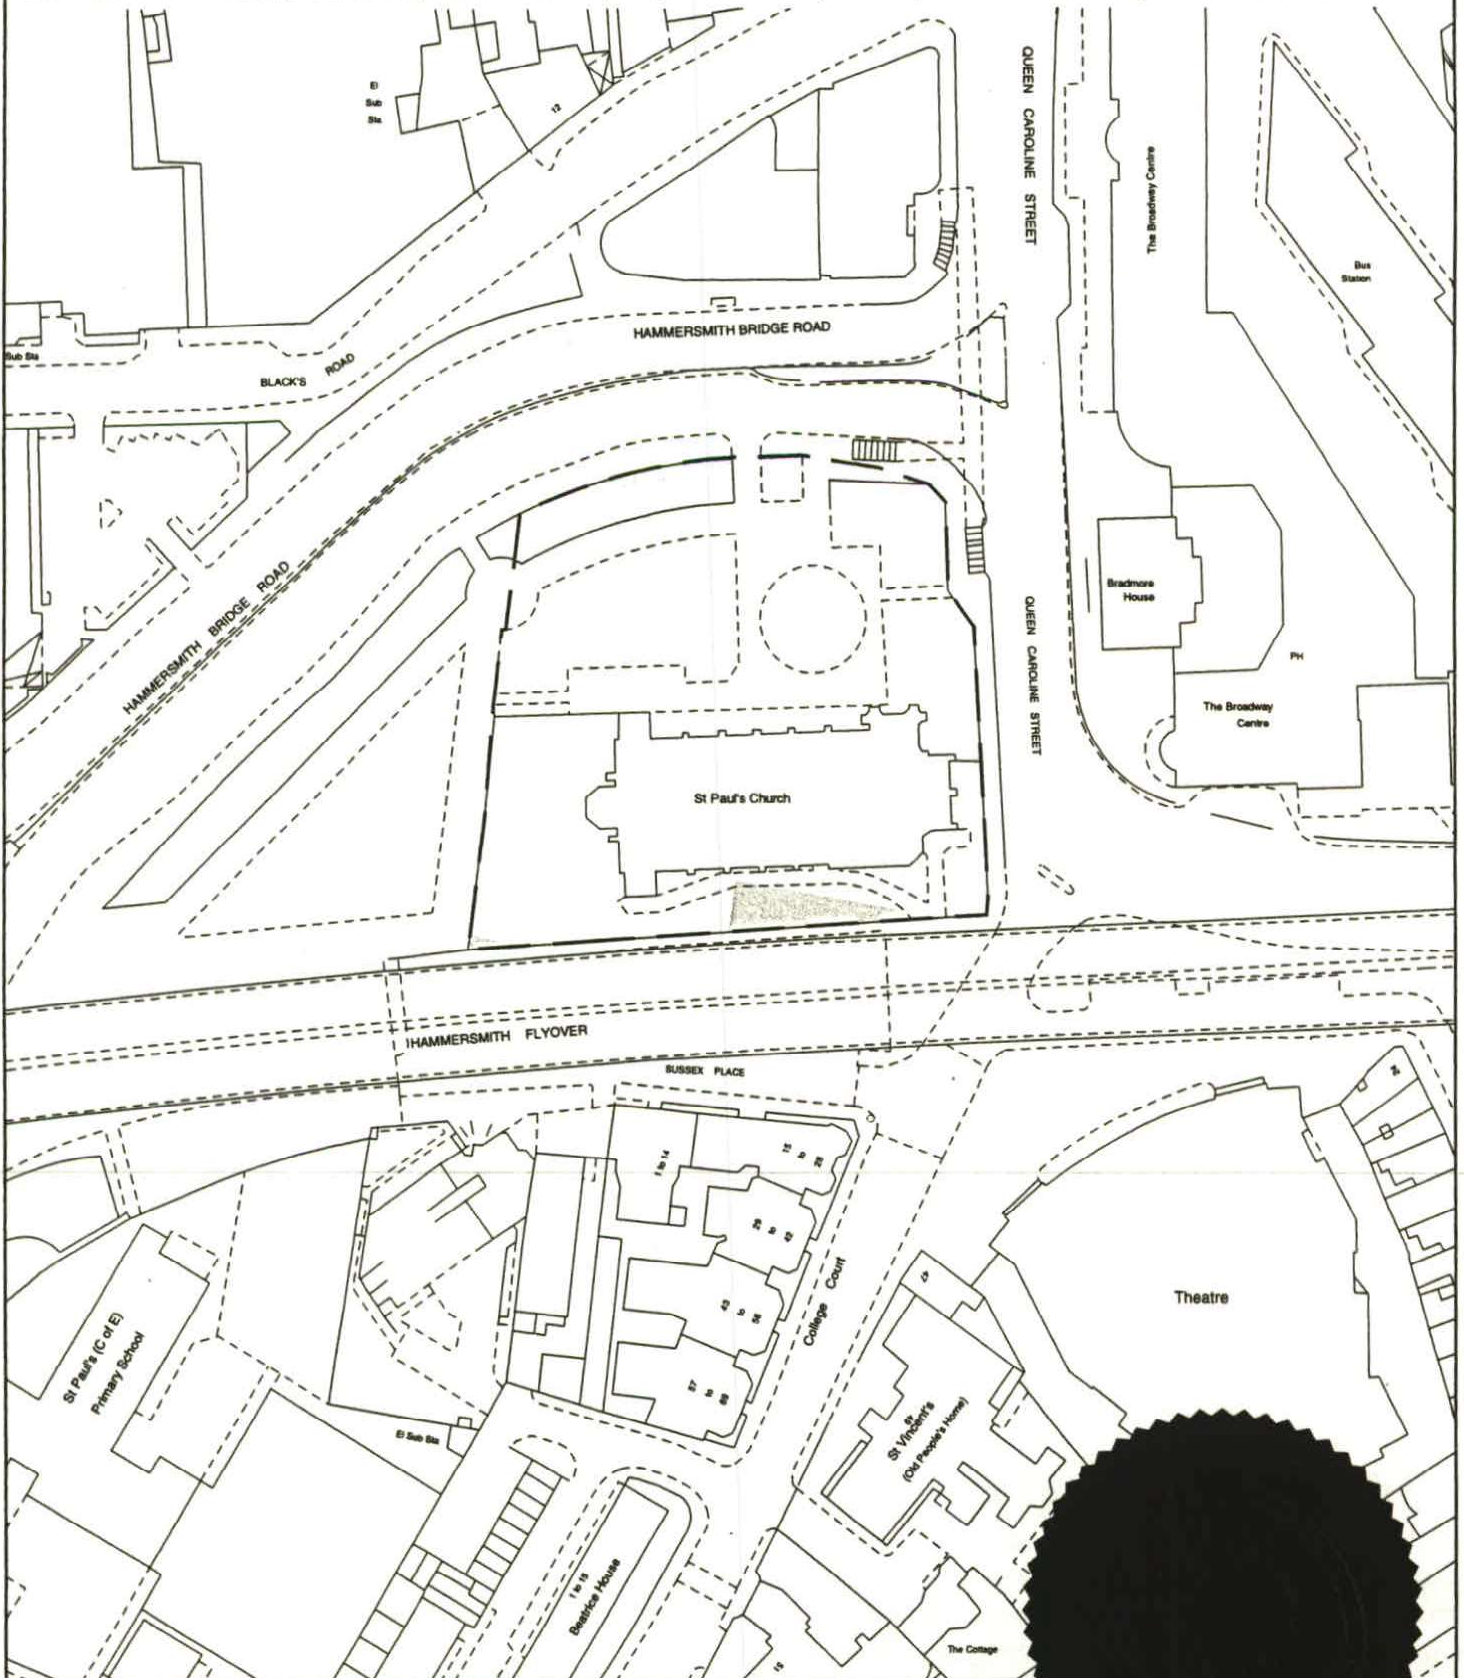 El
Sub
Sta
12
QUEEN CAROLINE STREET
The Broadway Centre
Bus
Station
HAMMERSMITH BRIDGE ROAD
Sub Sta
BLACK'S ROAD
HAMMERSMITH BRIDGE ROAD
Bradmore
House
QUEEN CAROLINE STREET
PH
The Broadway
Centre
St Paul's Church
HAMMERSMITH FLYOVER
SUSSEX PLACE
1 to 14
15
to
28
29
to
42
43
to
56
57
to
69
College Court
47
Theatre
St Paul's (C of E)
Primary School
El Sub Sta
St Vincent's
(Old People's Home)
1 to 15
Beatrice House
The Cottage
15